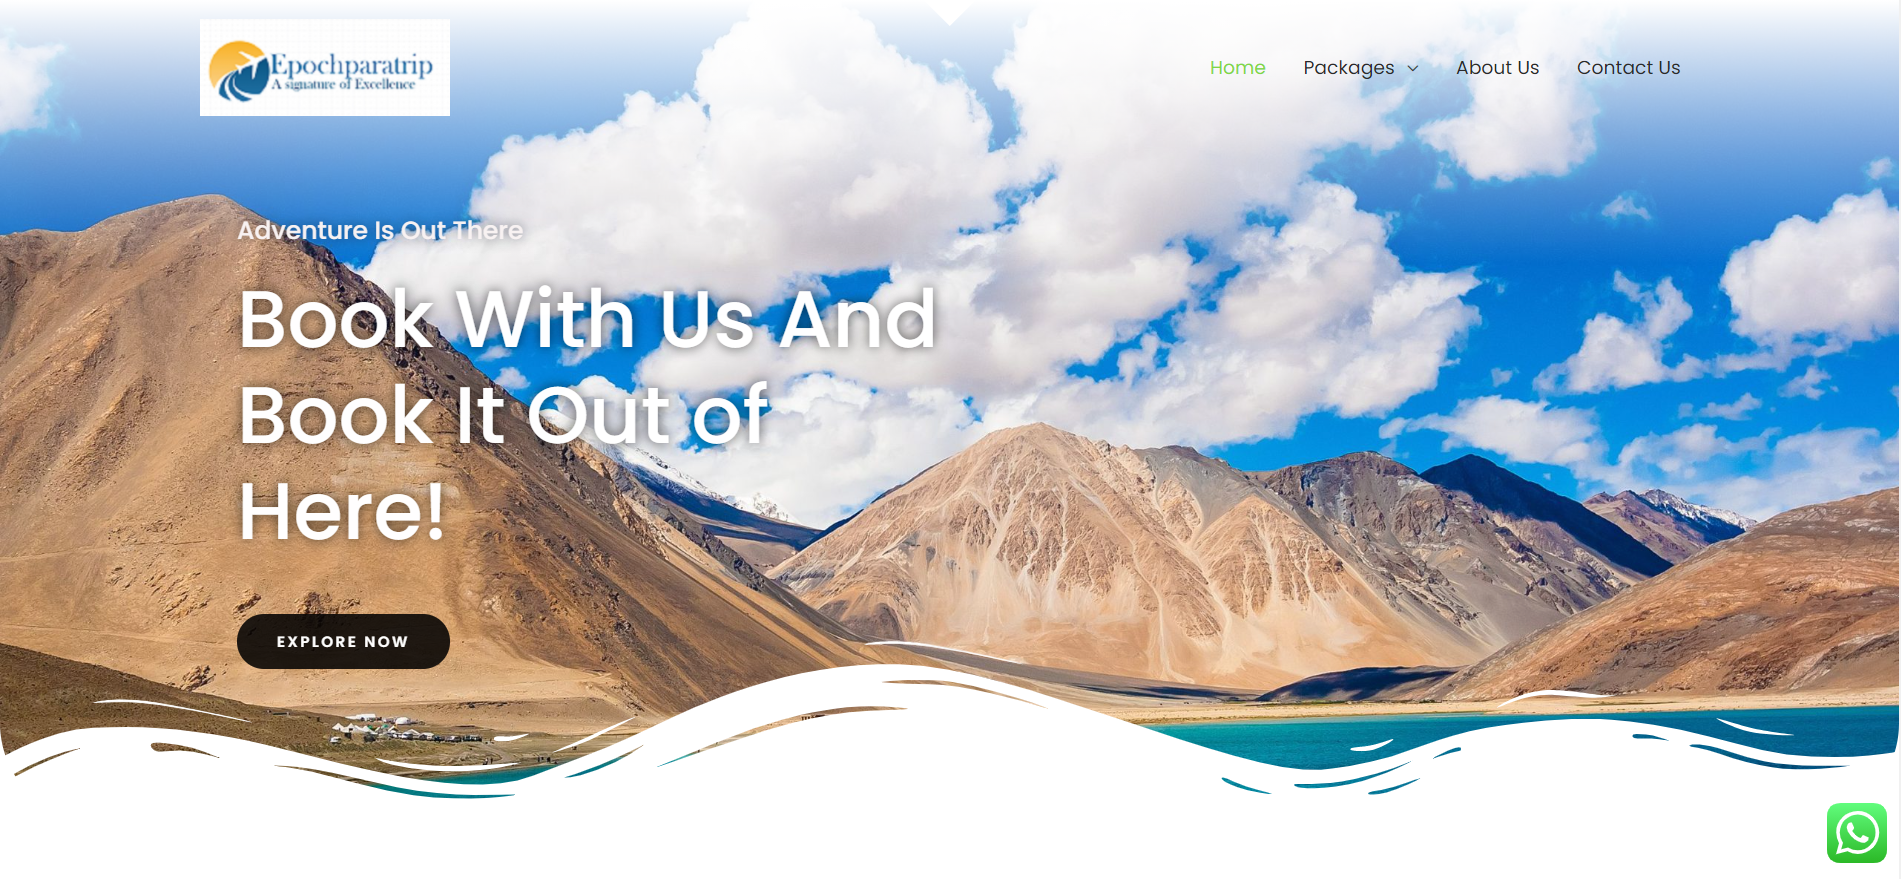 Epochparatrip
A signature of Excellence
Home Packages About Us Contact Us
Adventure Is Out There
Book With Us And
Book It Out of
Here!
EXPLORE NOW